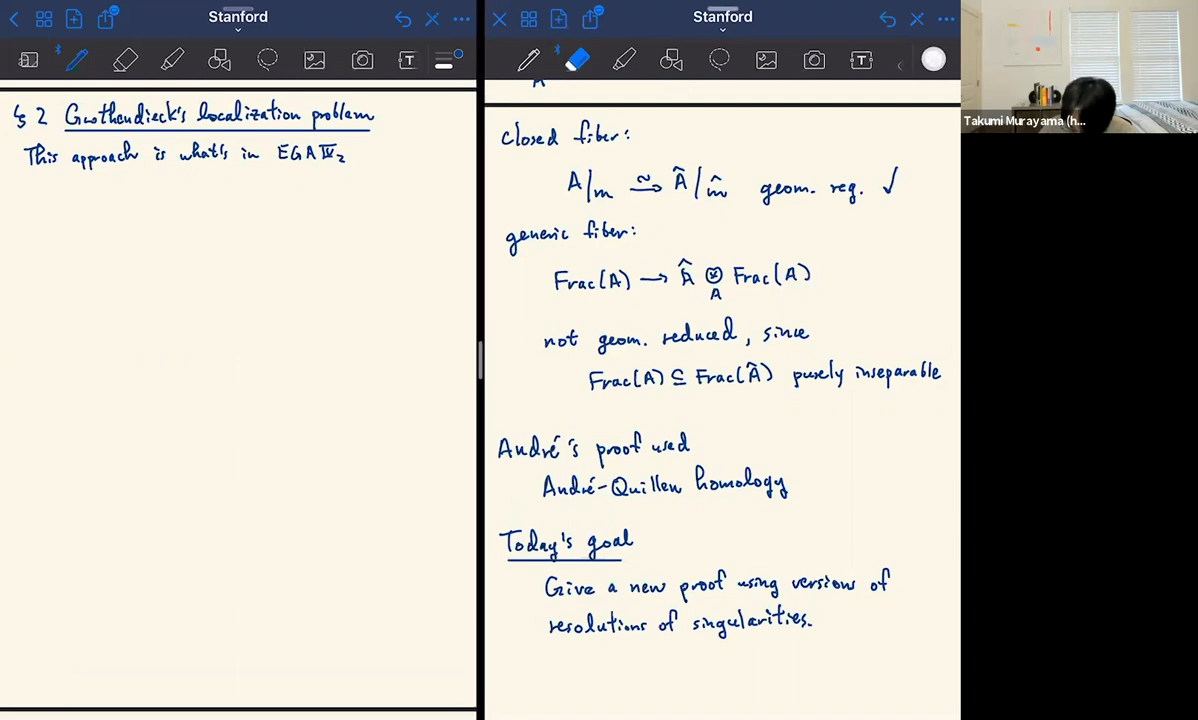 Stanford
§ 2 Grothendieck's localization problem
This approach is what's in EGA IV₂
Stanford
A
closed fiber:
A/m ⥲ Â/m̂ geom. reg. ✓
generic fiber:
Frac(A) → Â ⊗ Frac(A)
A
not geom. reduced, since
Frac(A) ⊆ Frac(Â) purely inseparable
André's proof used
André-Quillen homology
Today's goal
Give a new proof using versions of
resolutions of singularities.
Takumi Murayama (h...